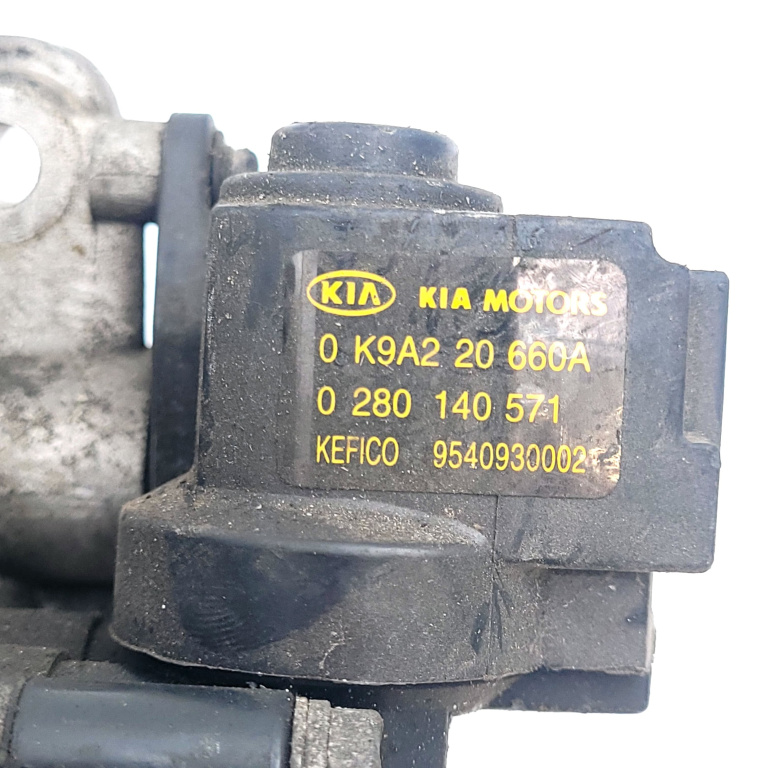 KIA KIA MOTORS
0 K9A2 20 660A
0 280 140 571
KEFICO 9540930002